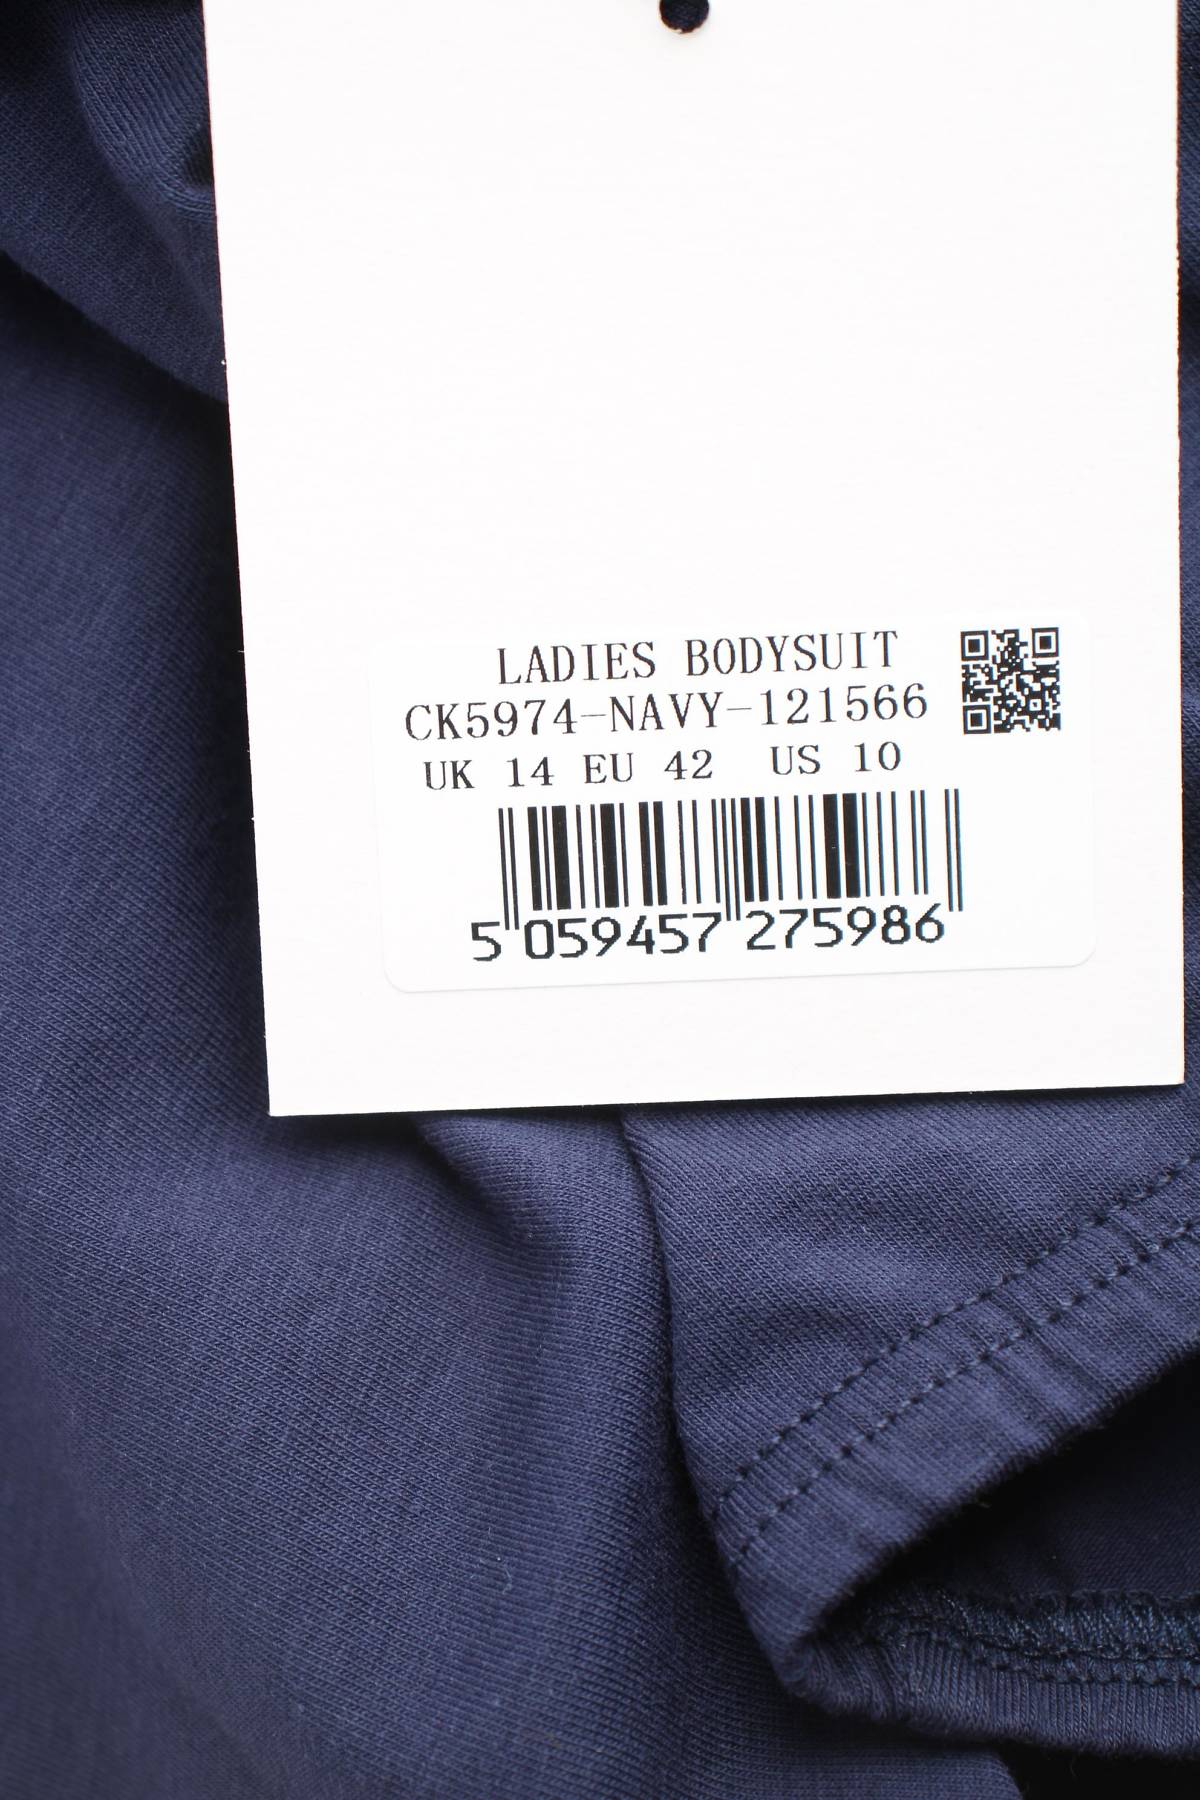 LADIES BODYSUIT
CK5974-NAVY-121566
UK 14 EU 42 US 10
5 059457 275986